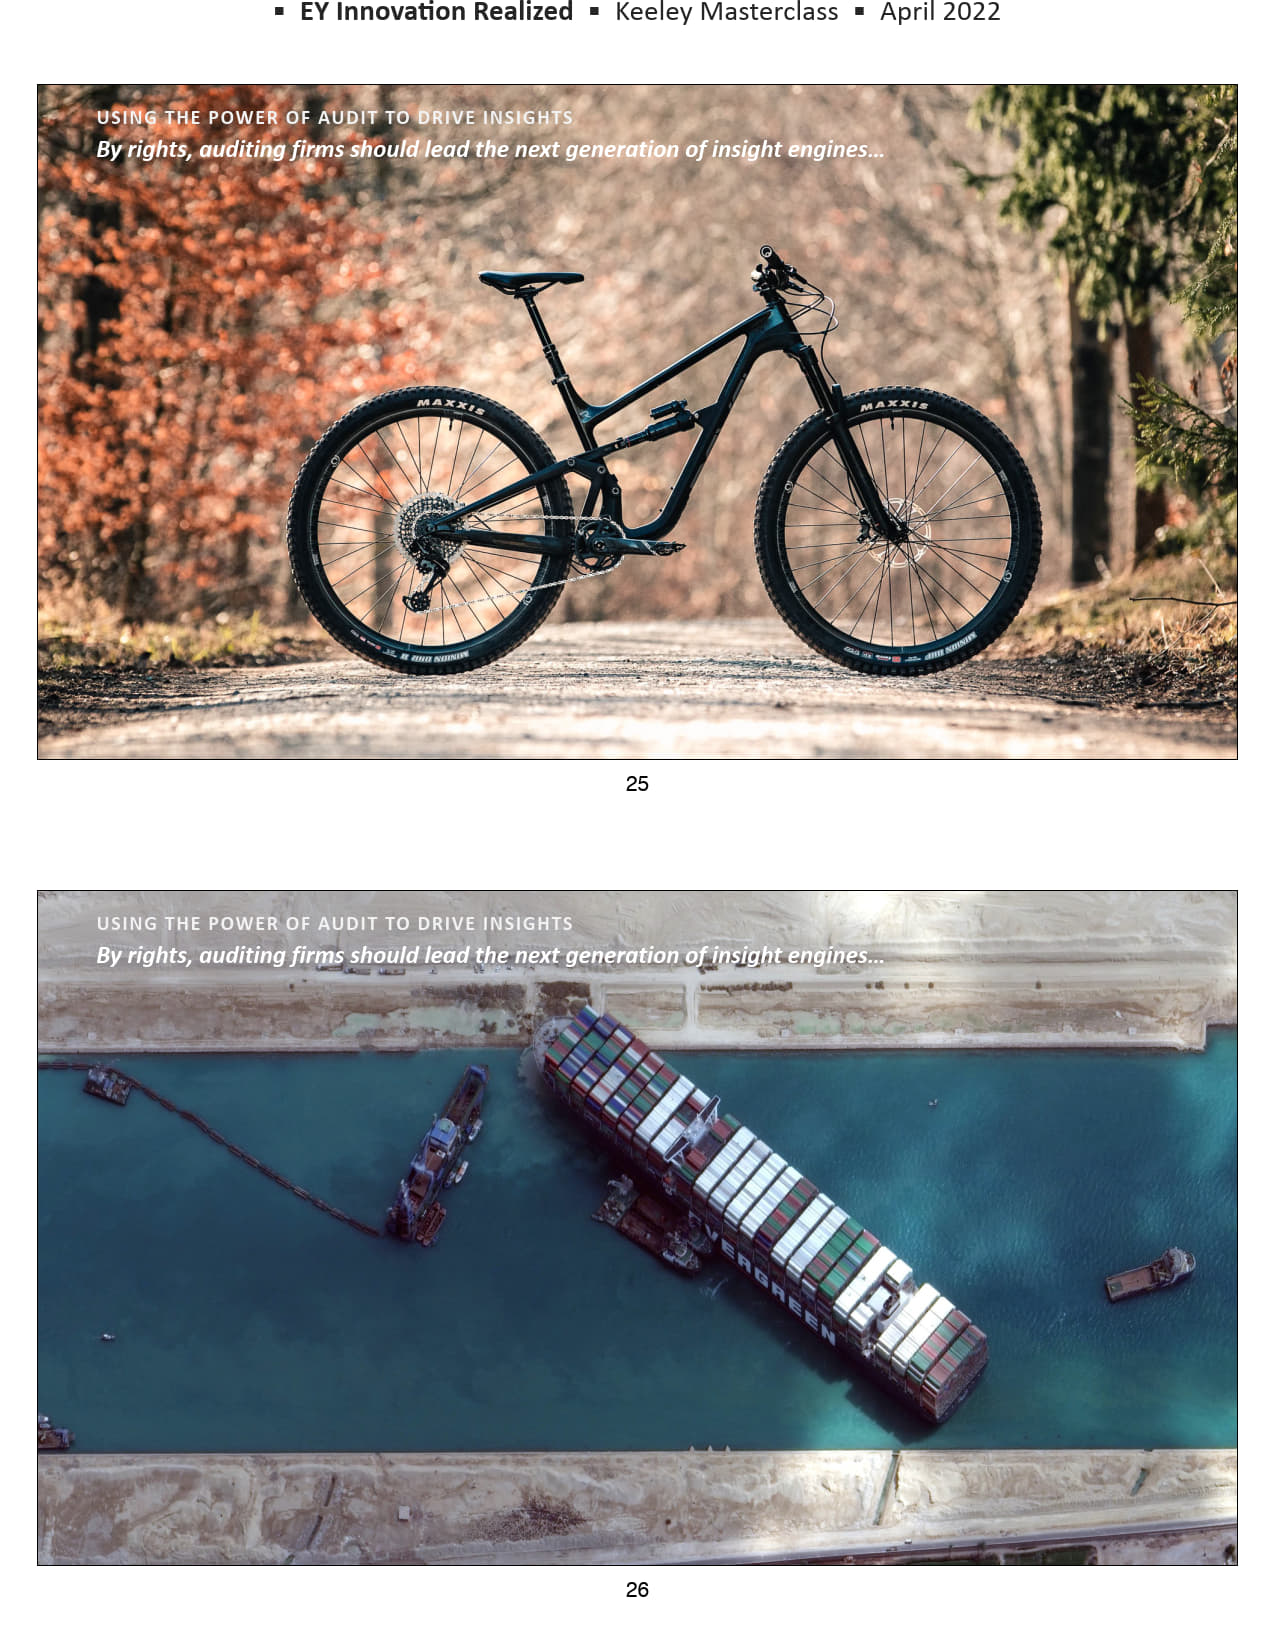 ▪ EY Innovation Realized ▪ Keeley Masterclass ▪ April 2022
USING THE POWER OF AUDIT TO DRIVE INSIGHTS
By rights, auditing firms should lead the next generation of insight engines...
MAXXIS
MAXXIS
MINION DHR II
MINION DHF
25
USING THE POWER OF AUDIT TO DRIVE INSIGHTS
By rights, auditing firms should lead the next generation of insight engines...
VERGREEN
26